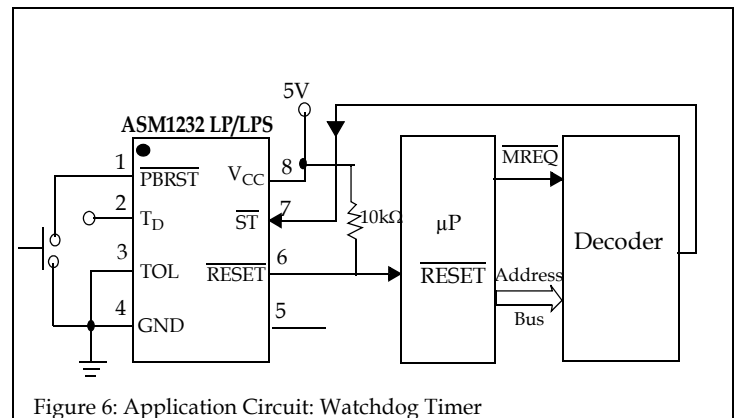 5V
ASM1232 LP/LPS
1
PBRST
VCC
8
2
TD
ST
7
10kΩ
3
TOL
RESET
6
4
GND
5
µP
RESET
MREQ
Address
Bus
Decoder
Figure 6: Application Circuit: Watchdog Timer